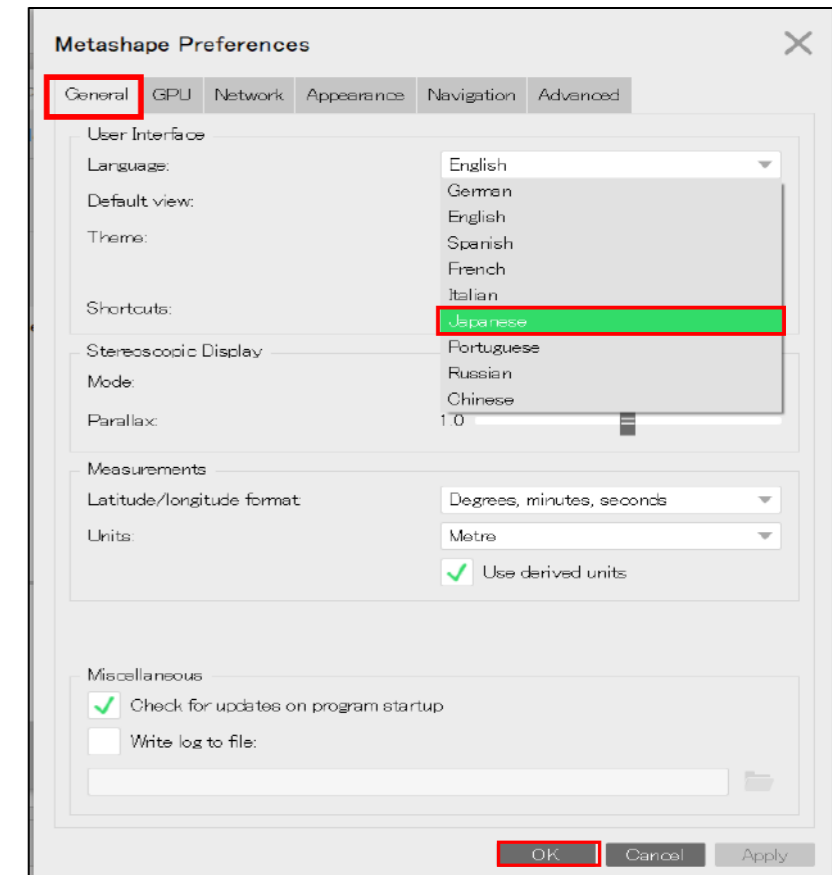 Metashape Preferences
General GPU Network Appearance Navigation Advanced
User Interface
Language: English
German
Default view:
English
Theme:
Spanish
French
Italian
Shortcuts:
Japanese
Stereoscopic Display
Portuguese
Mode:
Russian
Chinese
Parallax: 1.0
Measurements
Latitude/longitude format: Degrees, minutes, seconds
Units: Metre
Use derived units
Miscellaneous
Check for updates on program startup
Write log to file:
OK Cancel Apply